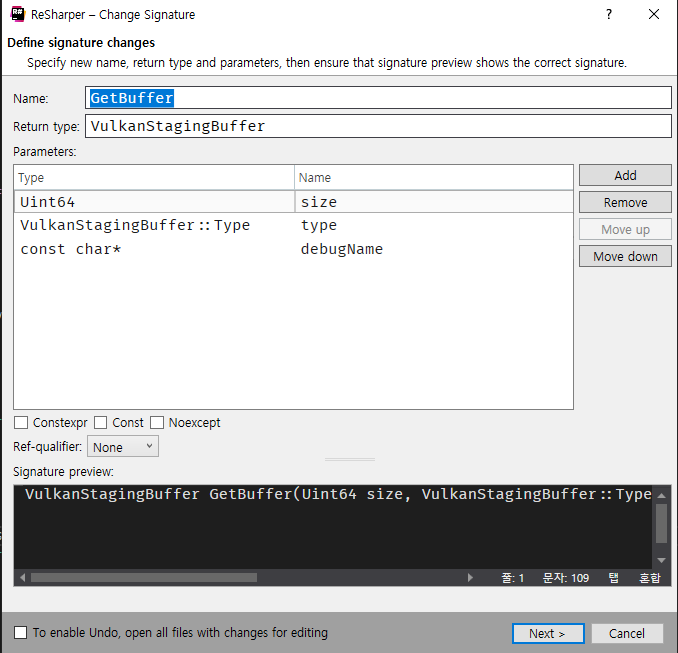 ReSharper – Change Signature
Define signature changes
Specify new name, return type and parameters, then ensure that signature preview shows the correct signature.
Name: GetBuffer
Return type: VulkanStagingBuffer
Parameters:
Type Name
Uint64 size
VulkanStagingBuffer::Type type
const char* debugName
Add
Remove
Move up
Move down
Constexpr Const Noexcept
Ref-qualifier: None
Signature preview:
VulkanStagingBuffer GetBuffer(Uint64 size, VulkanStagingBuffer::Type
줄: 1 문자: 109 탭 혼합
To enable Undo, open all files with changes for editing
Next > Cancel